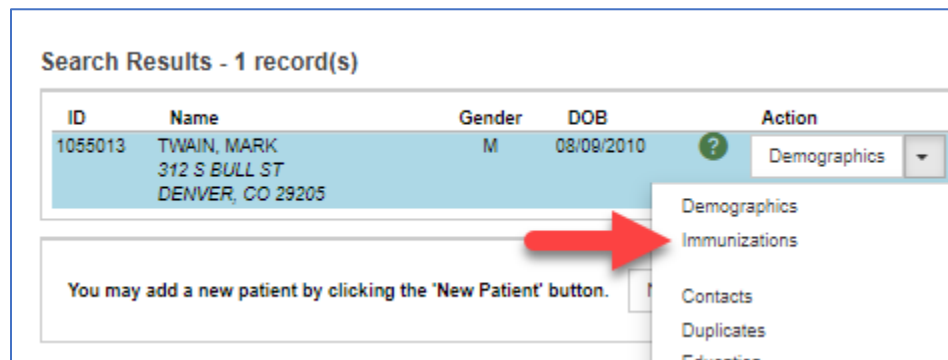 Search Results - 1 record(s)
ID Name Gender DOB Action
1055013 TWAIN, MARK M 08/09/2010 ? Demographics
312 S BULL ST
DENVER, CO 29205
Demographics
Immunizations
You may add a new patient by clicking the 'New Patient' button.
Contacts
Duplicates
Education